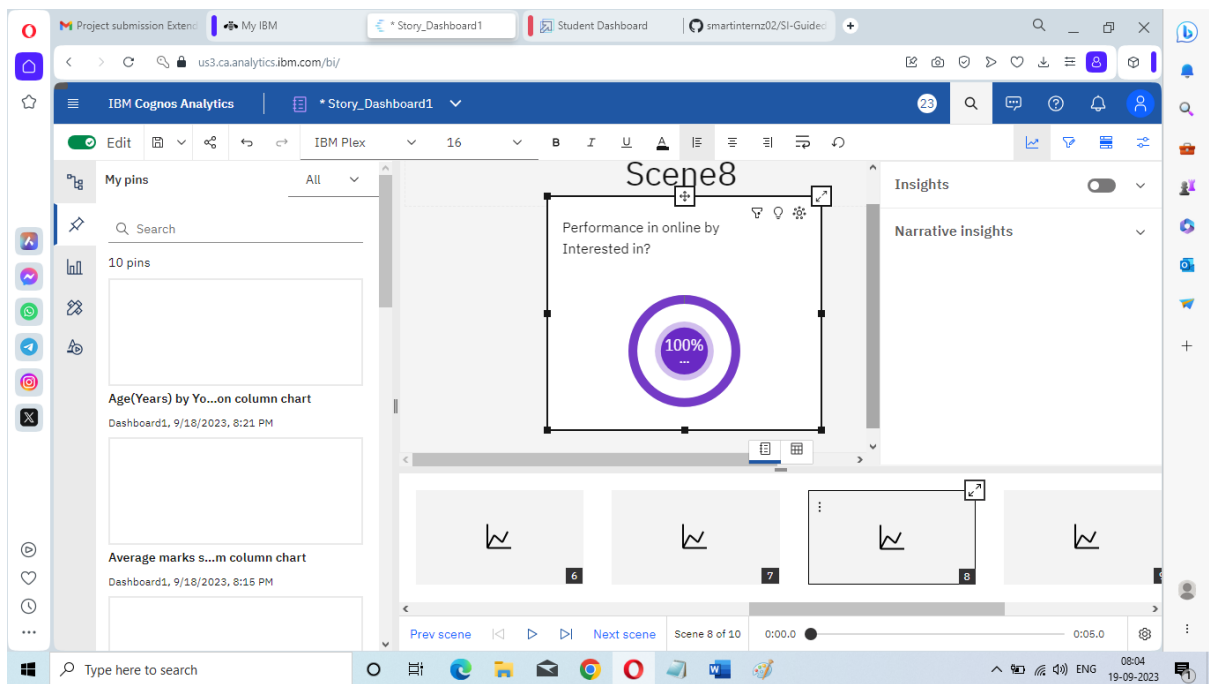 Project submission Extend
My IBM
* Story_Dashboard1
Student Dashboard
smartinternz02/SI-Guided
us3.ca.analytics.ibm.com/bi/
IBM Cognos Analytics
* Story_Dashboard1
23
Edit
IBM Plex
16
B I U A
My pins
All
Search
10 pins
Age(Years) by Yo...on column chart
Dashboard1, 9/18/2023, 8:21 PM
Average marks s...m column chart
Dashboard1, 9/18/2023, 8:15 PM
Scene8
Performance in online by
Interested in?
100%
...
Insights
Narrative insights
6
7
8
9
Prev scene
Next scene
Scene 8 of 10
0:00.0
0:05.0
Type here to search
ENG
08:04
19-09-2023
1